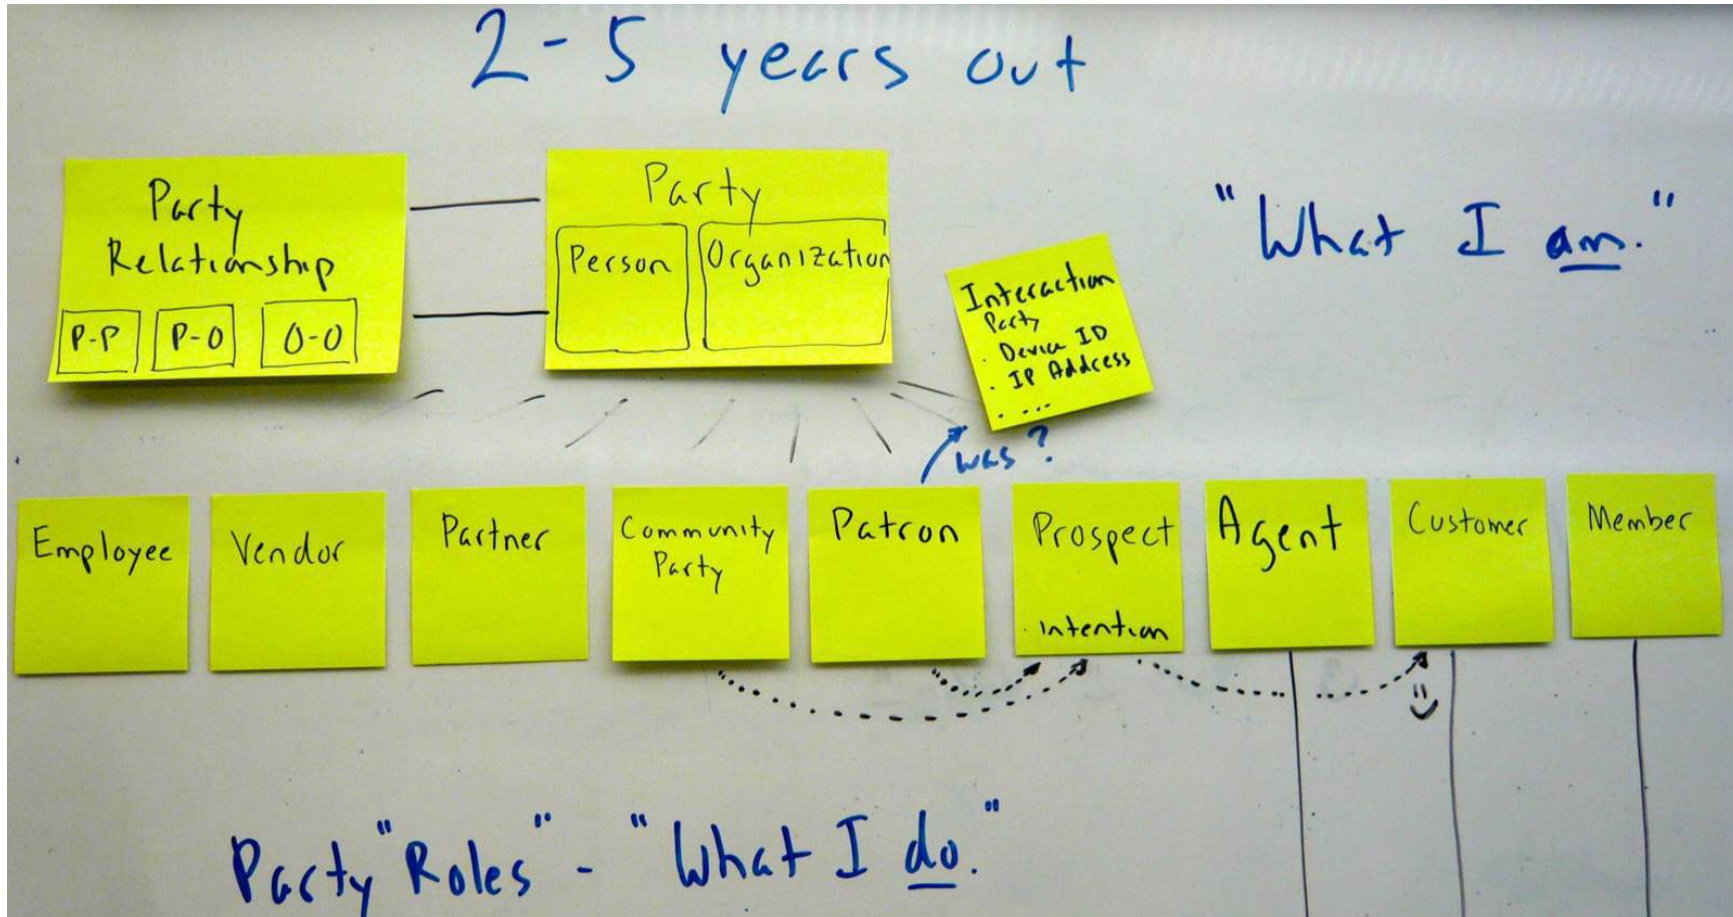 2-5 years out
Party
Relationship
P-P P-O O-O
Party
Person Organization
Interaction
Party
. Device ID
. IP Address
. ...
"What I am."
was?
Employee
Vendor
Partner
Community
Party
Patron
Prospect
. intention
Agent
Customer
Member
Party "Roles" - "What I do."